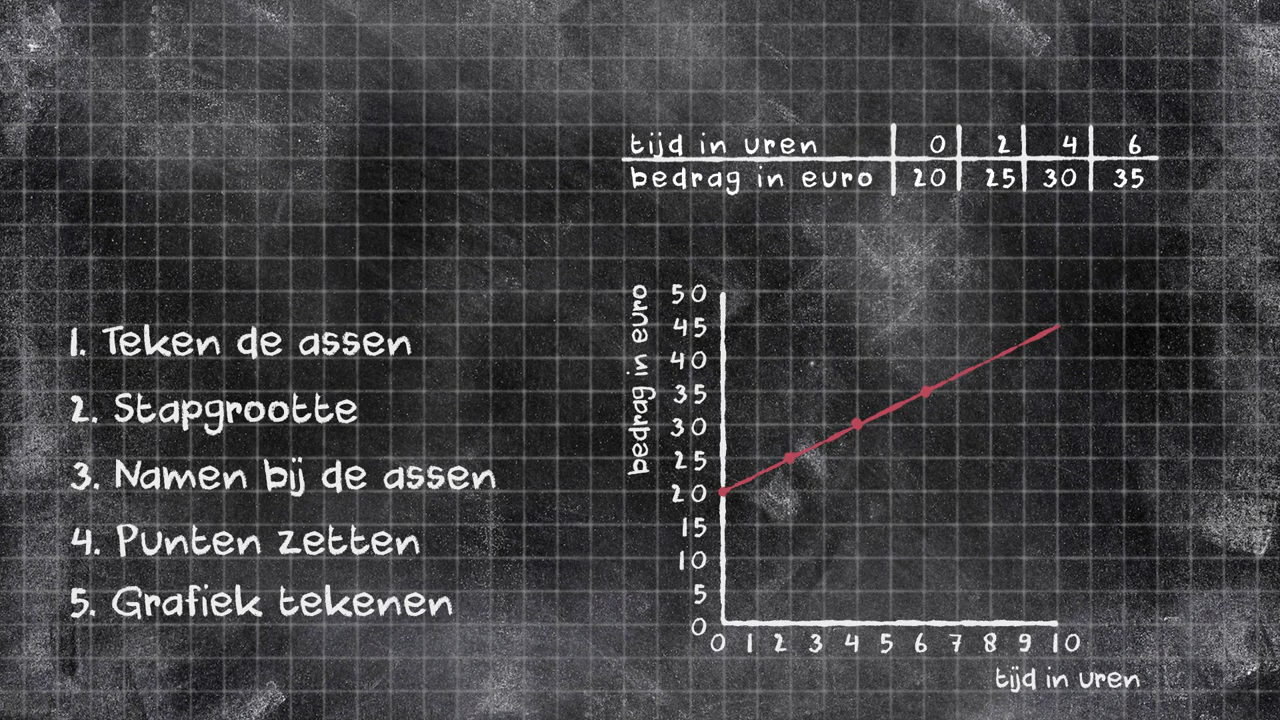 tijd in uren 0 2 4 6
bedrag in euro 20 25 30 35
1. Teken de assen
2. Stapgrootte
3. Namen bij de assen
4. Punten zetten
5. Grafiek tekenen
bedrag in euro
50
45
40
35
30
25
20
15
10
5
0
0 1 2 3 4 5 6 7 8 9 10
tijd in uren